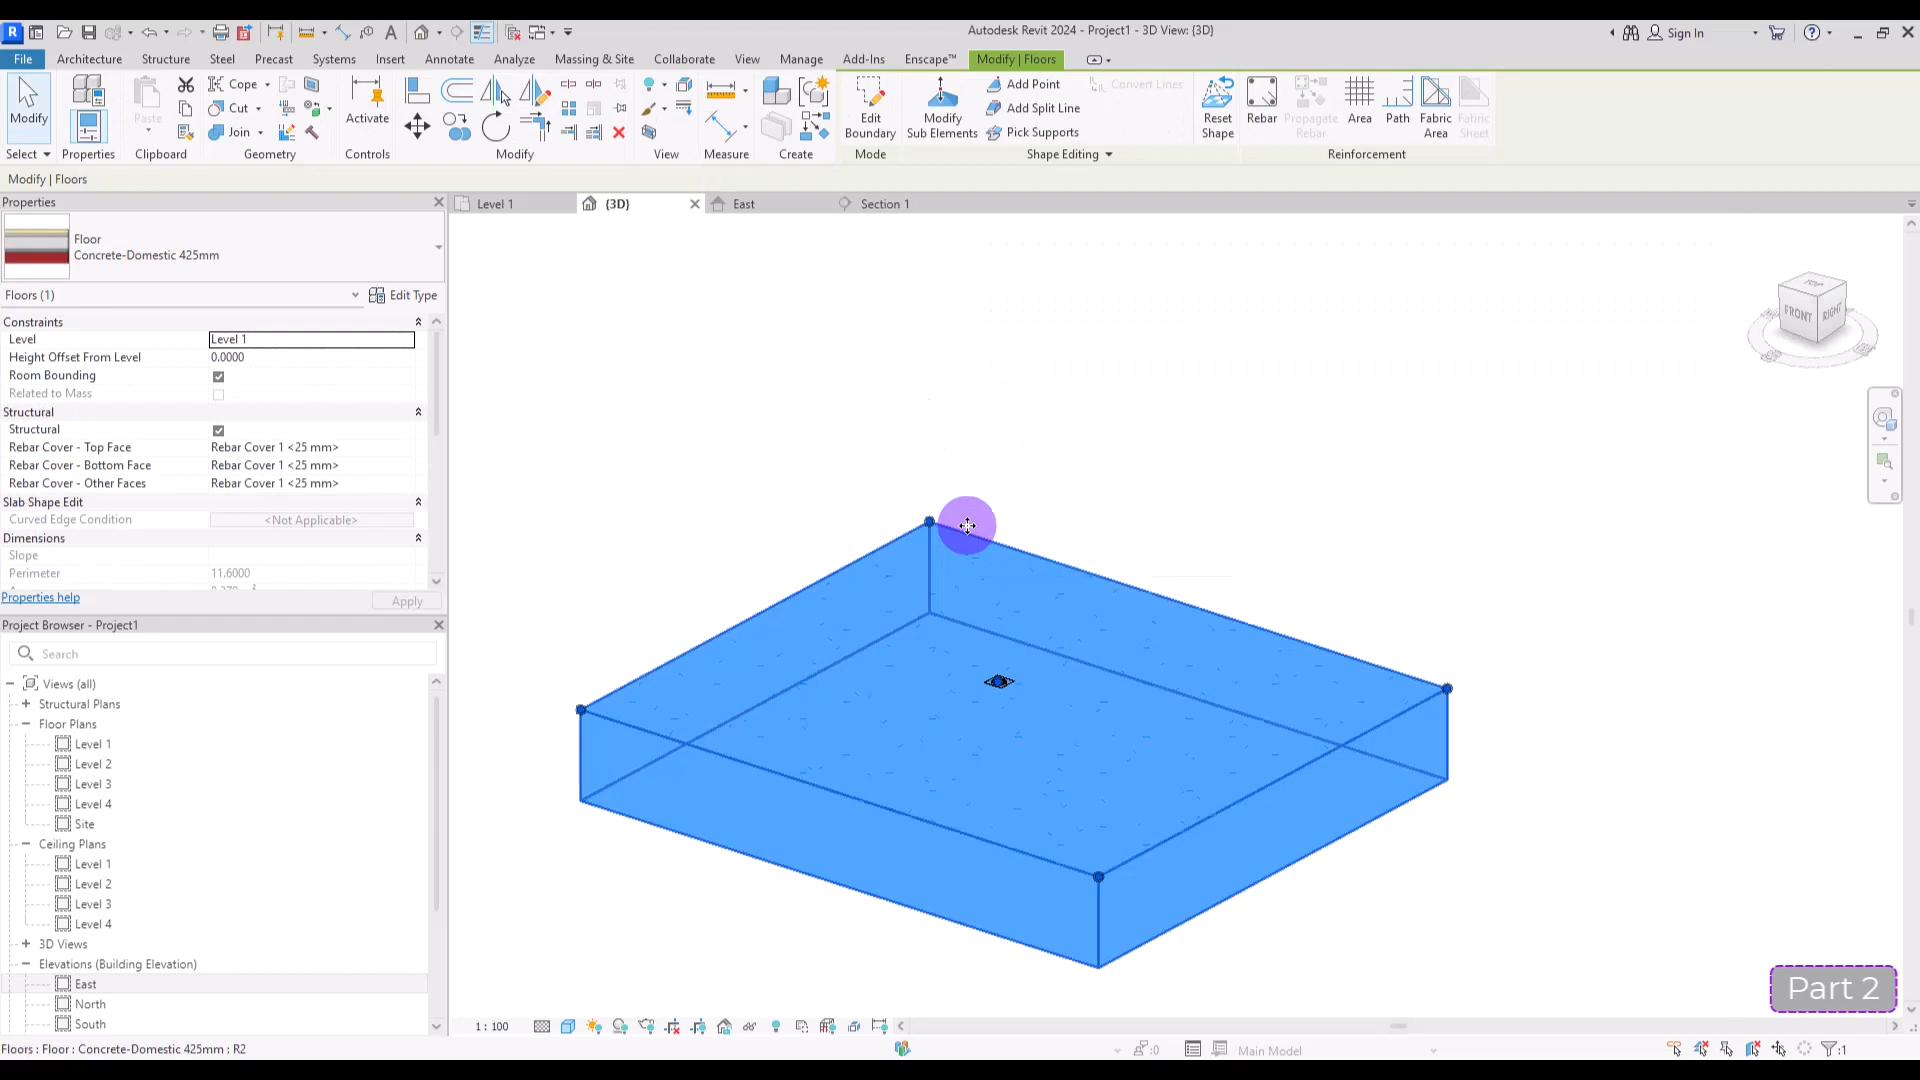 Autodesk Revit 2024 - Project1 - 3D View: {3D}
Sign In
File Architecture Structure Steel Precast Systems Insert Annotate Analyze Massing & Site Collaborate View Manage Add-Ins Enscape™ Modify | Floors
Modify
Paste
Cope
Cut
Join
Activate
Edit
Boundary
Modify
Sub Elements
Add Point
Add Split Line
Pick Supports
Convert Lines
Reset
Shape
Rebar
Propagate
Rebar
Area
Path
Fabric
Area
Fabric
Sheet
Select Properties Clipboard Geometry Controls Modify View Measure Create Mode Shape Editing Reinforcement
Modify | Floors
Properties
Level 1
{3D}
East
Section 1
Floor
Concrete-Domestic 425mm
Floors (1)
Edit Type
Constraints
Level Level 1
Height Offset From Level 0.0000
Room Bounding
Related to Mass
Structural
Structural
Rebar Cover - Top Face Rebar Cover 1 <25 mm>
Rebar Cover - Bottom Face Rebar Cover 1 <25 mm>
Rebar Cover - Other Faces Rebar Cover 1 <25 mm>
Slab Shape Edit
Curved Edge Condition <Not Applicable>
Dimensions
Slope
Perimeter 11.6000
Properties help
Apply
Project Browser - Project1
Search
Views (all)
Structural Plans
Floor Plans
Level 1
Level 2
Level 3
Level 4
Site
Ceiling Plans
Level 1
Level 2
Level 3
Level 4
3D Views
Elevations (Building Elevation)
East
North
South
TOP
FRONT
RIGHT
Part 2
1 : 100
Floors : Floor : Concrete-Domestic 425mm : R2
:0
Main Model
:1